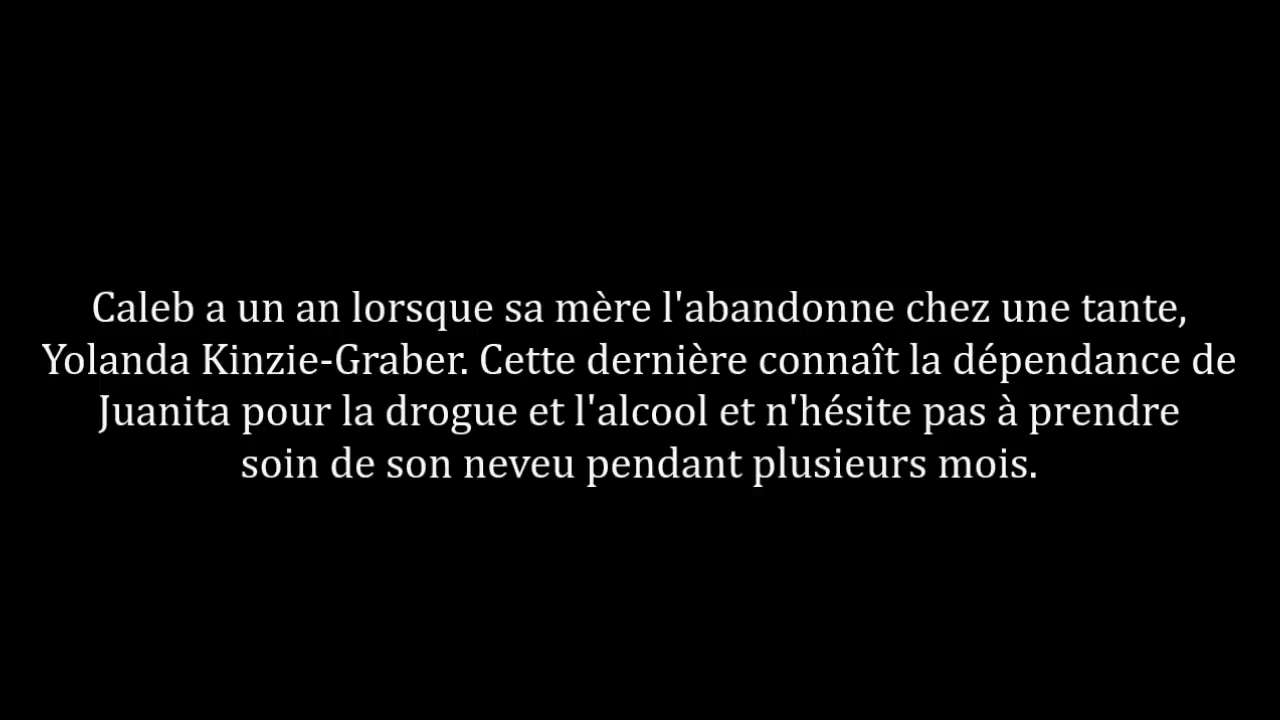 Caleb a un an lorsque sa mère l'abandonne chez une tante,
Yolanda Kinzie-Graber. Cette dernière connaît la dépendance de
Juanita pour la drogue et l'alcool et n'hésite pas à prendre
soin de son neveu pendant plusieurs mois.